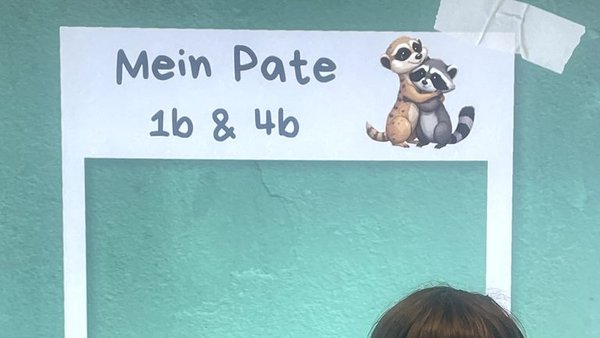 Mein Pate
1b & 4b